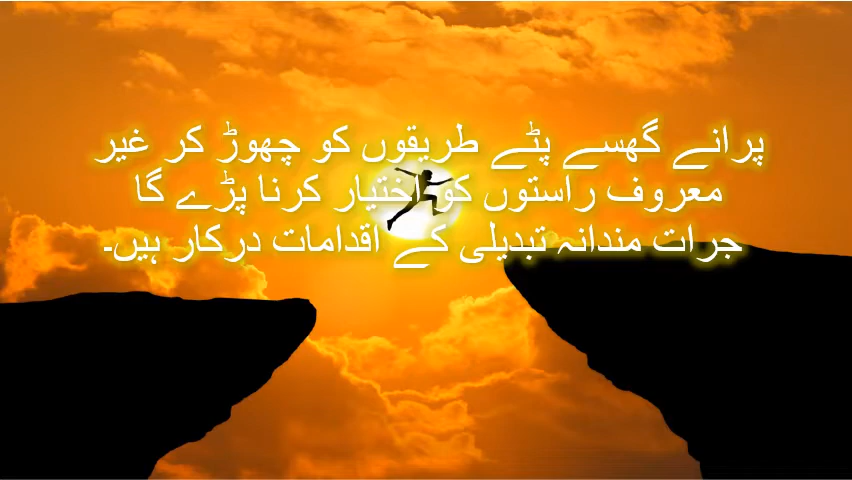 پرانے گھسے پٹے طریقوں کو چھوڑ کر غیر
معروف راستوں کو اختیار کرنا پڑے گا
جرات مندانہ تبدیلی کے اقدامات درکار ہیں۔